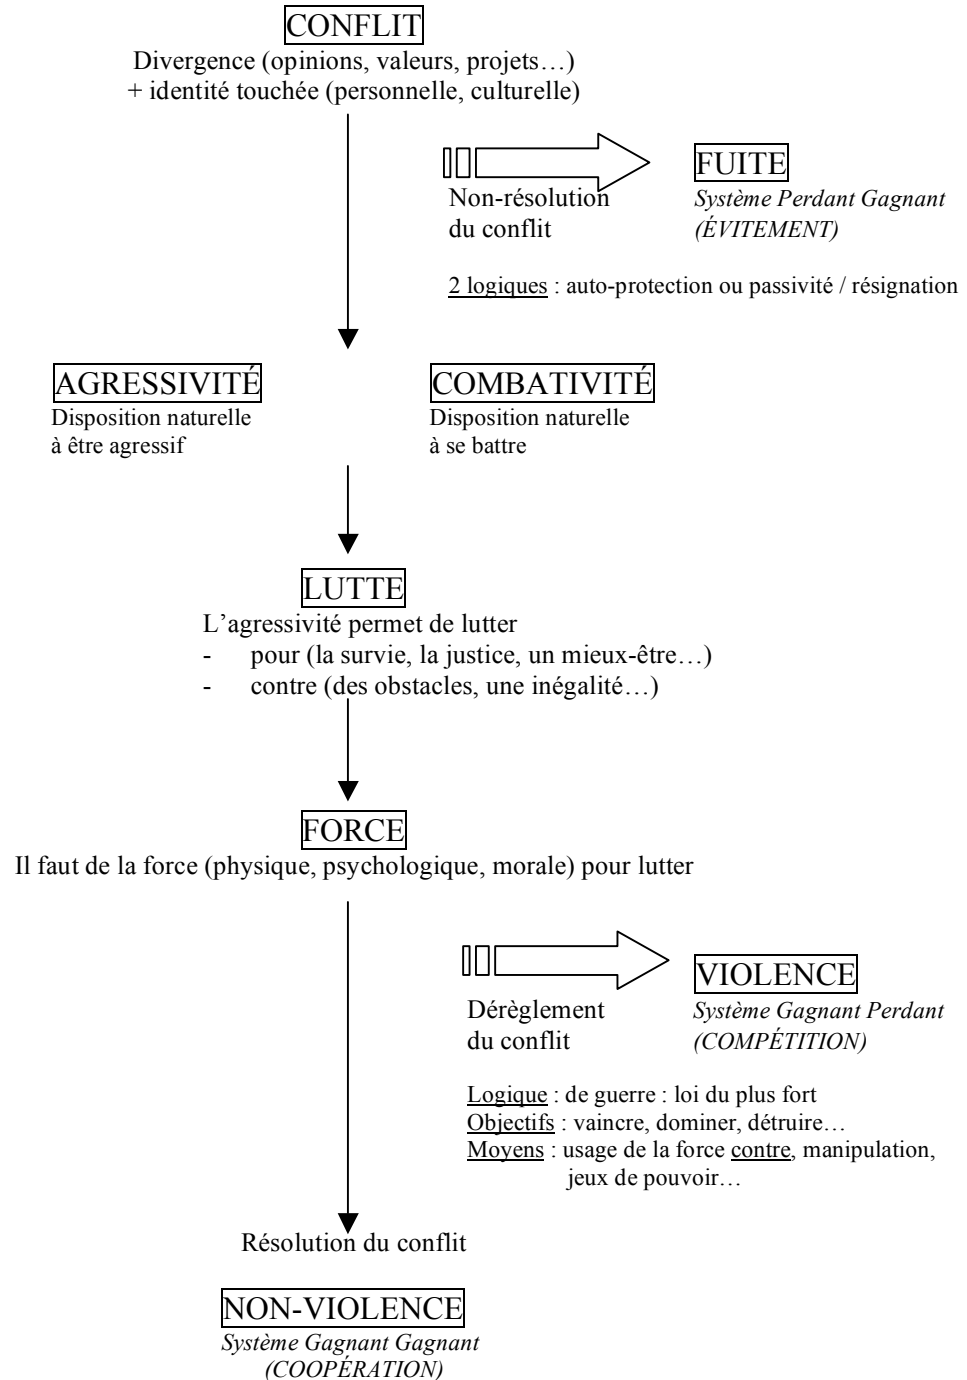 CONFLIT
Divergence (opinions, valeurs, projets…)
+ identité touchée (personnelle, culturelle)
Non-résolution
du conflit
FUITE
Système Perdant Gagnant
(ÉVITEMENT)
2 logiques : auto-protection ou passivité / résignation
AGRESSIVITÉ
Disposition naturelle
à être agressif
COMBATIVITÉ
Disposition naturelle
à se battre
LUTTE
L’agressivité permet de lutter
- pour (la survie, la justice, un mieux-être…)
- contre (des obstacles, une inégalité…)
FORCE
Il faut de la force (physique, psychologique, morale) pour lutter
Dérèglement
du conflit
VIOLENCE
Système Gagnant Perdant
(COMPÉTITION)
Logique : de guerre : loi du plus fort
Objectifs : vaincre, dominer, détruire…
Moyens : usage de la force contre, manipulation,
jeux de pouvoir…
Résolution du conflit
NON-VIOLENCE
Système Gagnant Gagnant
(COOPÉRATION)